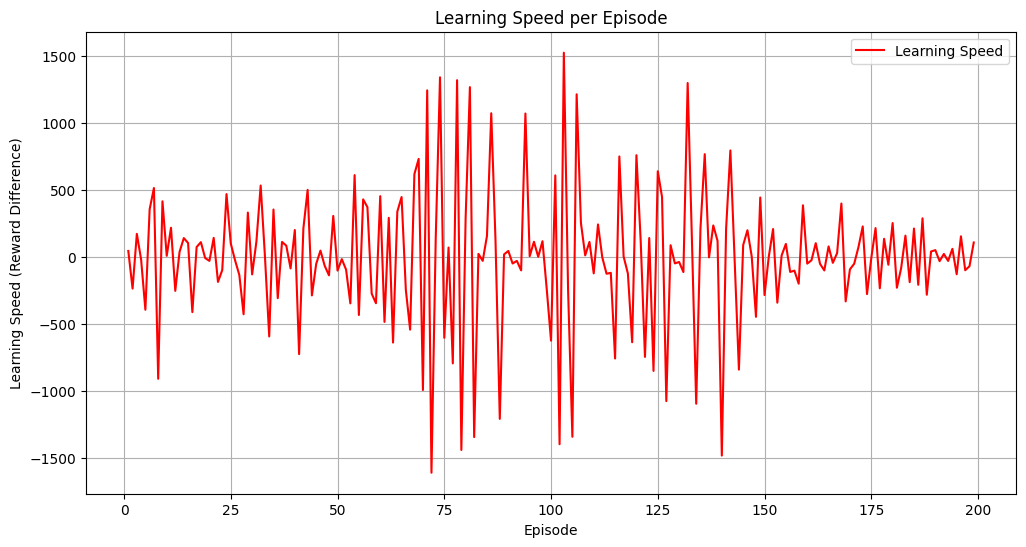 Learning Speed per Episode
Learning Speed
Learning Speed (Reward Difference)
1500
1000
500
0
−500
−1000
−1500
0 25 50 75 100 125 150 175 200
Episode